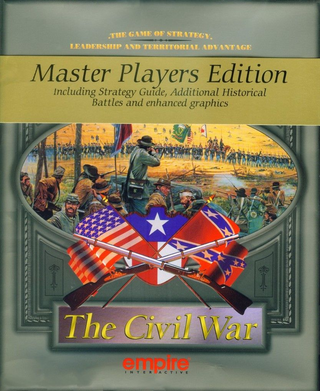 THE GAME OF STRATEGY,
LEADERSHIP AND TERRITORIAL ADVANTAGE
Master Players Edition
Including Strategy Guide, Additional Historical
Battles and enhanced graphics
The Civil War
empire
INTERACTIVE